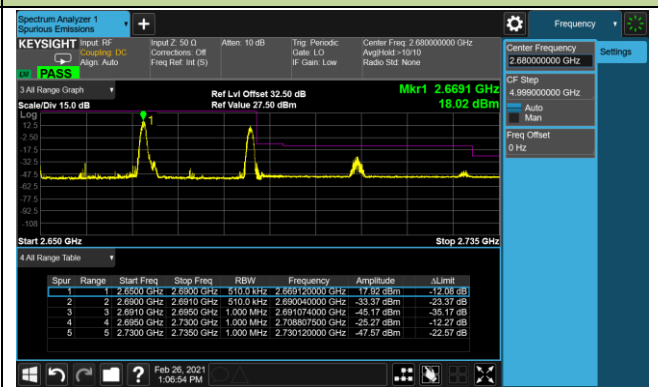 Spectrum Analyzer 1
Spurious Emissions
Frequency
KEYSIGHT
Input: RF
Coupling: DC
Align: Auto
Input Z: 50 Ω
Corrections: Off
Freq Ref: Int (S)
Atten: 10 dB
Trig: Periodic
Gate: LO
IF Gain: Low
Center Freq: 2.680000000 GHz
Avg|Hold:>10/10
Radio Std: None
PASS
Center Frequency
2.680000000 GHz
Settings
CF Step
4.999000000 GHz
Auto
Man
Freq Offset
0 Hz
3 All Range Graph
Scale/Div 15.0 dB
Ref Lvl Offset 32.50 dB
Ref Value 27.50 dBm
Mkr1 2.6691 GHz
18.02 dBm
Log
12.5
-2.50
-17.5
-32.5
-47.5
-62.5
-77.5
-92.5
-108
1
Start 2.650 GHz
Stop 2.735 GHz
4 All Range Table
Spur Range Start Freq Stop Freq RBW Frequency Amplitude ΔLimit
1 1 2.6500 GHz 2.6900 GHz 510.0 kHz 2.669120000 GHz 17.92 dBm -12.08 dB
2 2 2.6900 GHz 2.6910 GHz 510.0 kHz 2.690040000 GHz -33.37 dBm -23.37 dB
3 3 2.6910 GHz 2.6950 GHz 1.000 MHz 2.691074000 GHz -45.17 dBm -35.17 dB
4 4 2.6950 GHz 2.7300 GHz 1.000 MHz 2.708807500 GHz -25.27 dBm -12.27 dB
5 5 2.7300 GHz 2.7350 GHz 1.000 MHz 2.730120000 GHz -47.57 dBm -22.57 dB
Feb 26, 2021
1:06:54 PM